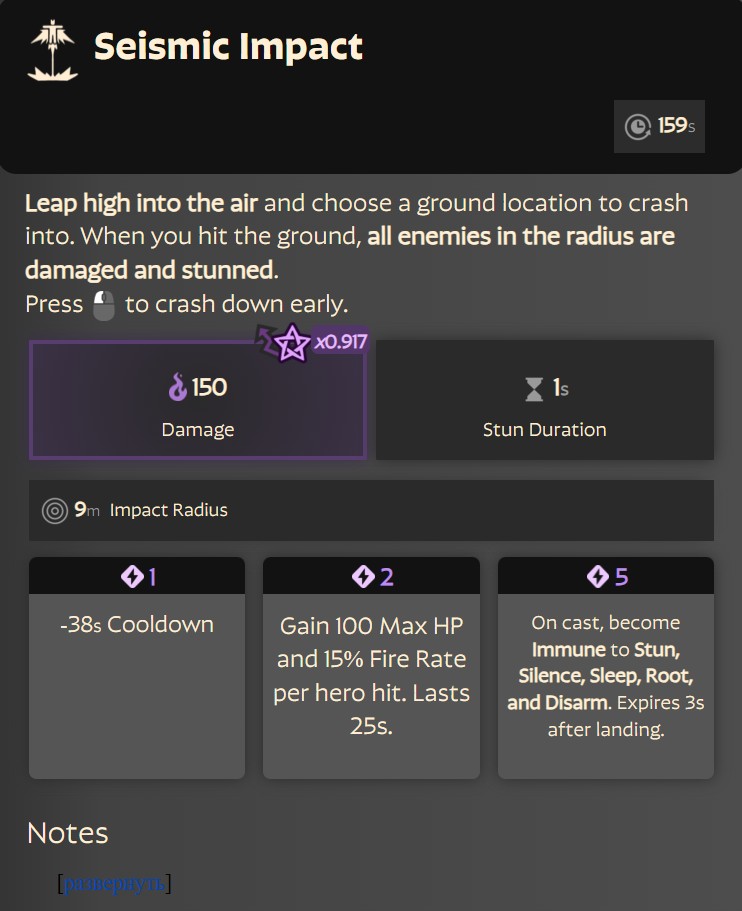 Seismic Impact
159s
Leap high into the air and choose a ground location to crash
into. When you hit the ground, all enemies in the radius are
damaged and stunned.
Press to crash down early.
x0.917
150
Damage
1s
Stun Duration
9m Impact Radius
1
-38s Cooldown
2
Gain 100 Max HP
and 15% Fire Rate
per hero hit. Lasts
25s.
5
On cast, become
Immune to Stun,
Silence, Sleep, Root,
and Disarm. Expires 3s
after landing.
Notes
[развернуть]